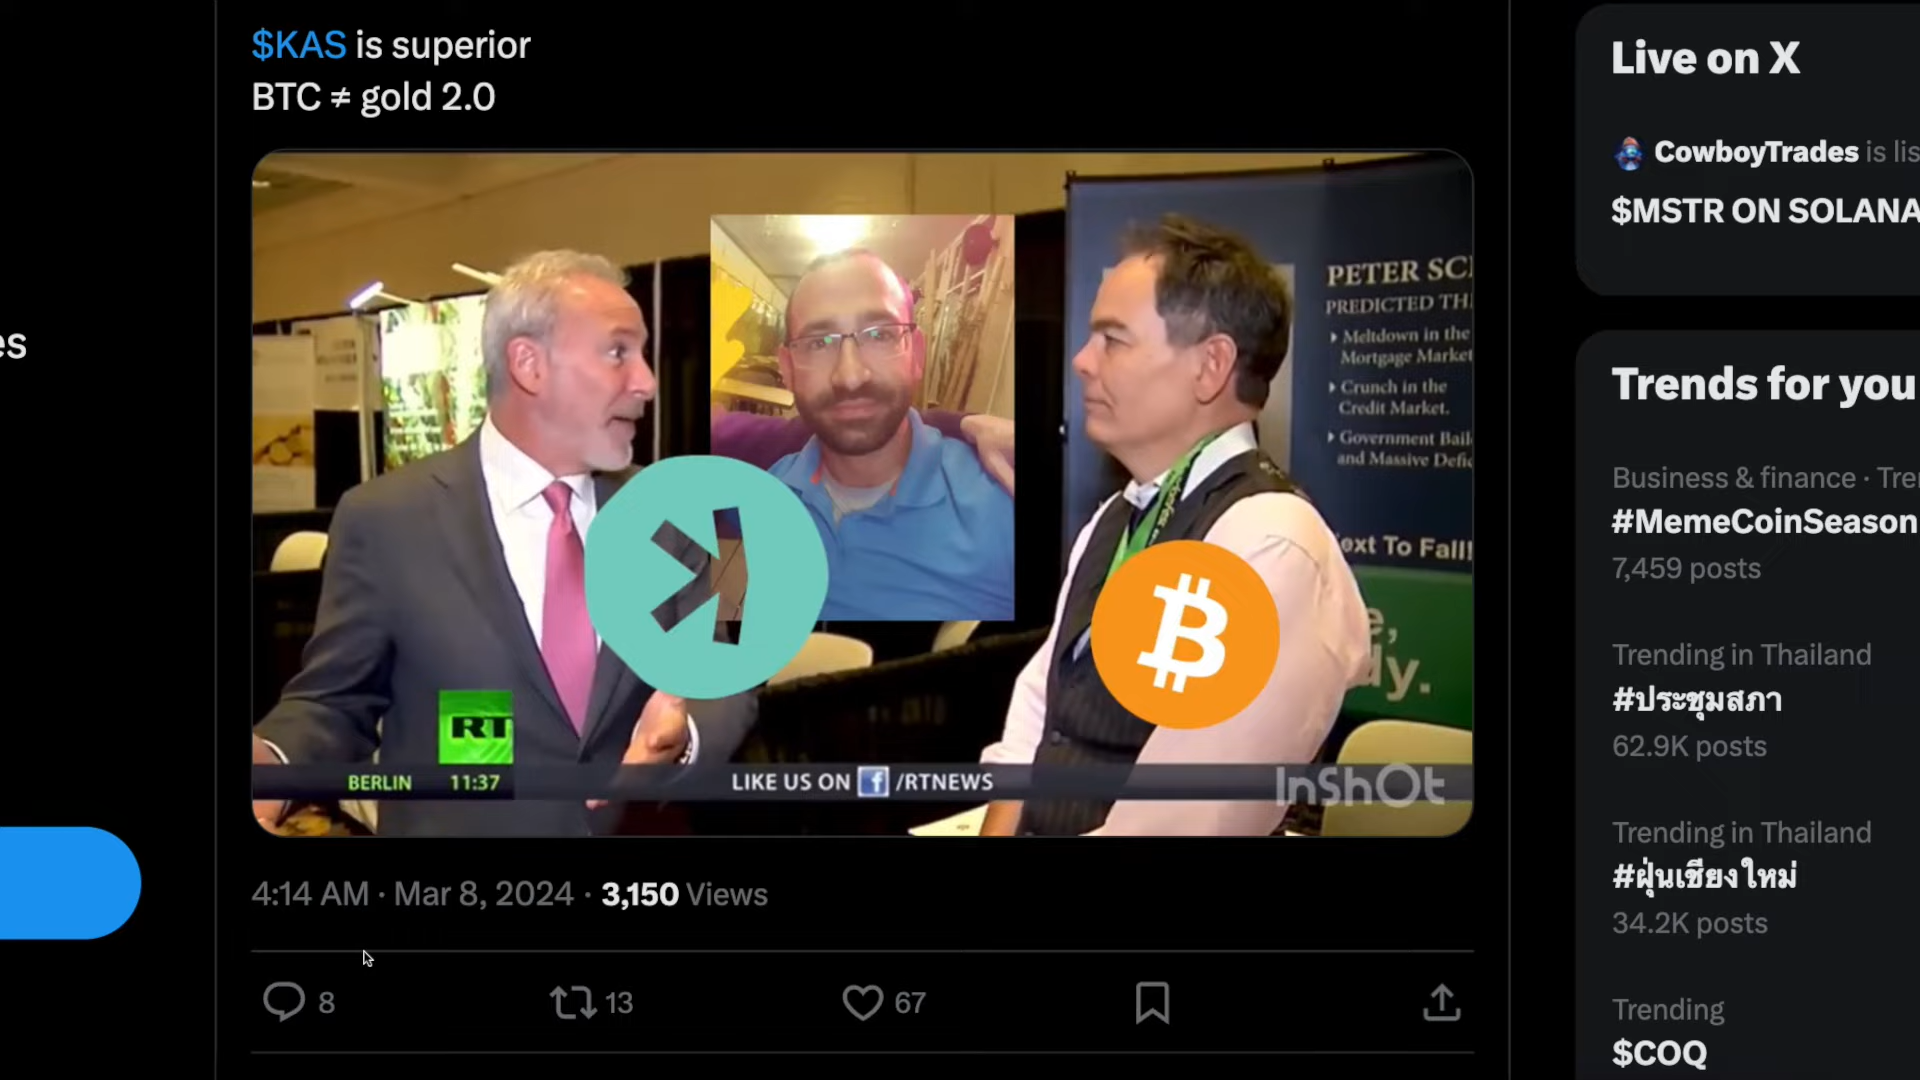 $KAS is superior
BTC ≠ gold 2.0
PETER SC
PREDICTED TH
Meltdown in the
Mortgage Market
Crunch in the
Credit Market.
Government Bail
and Massive Defic
ext To Fall!
e,
dy.
RT
BERLIN 11:37
LIKE US ON f /RTNEWS
InShOt
4:14 AM · Mar 8, 2024 · 3,150 Views
8 13 67
es
Live on X
CowboyTrades is lis
$MSTR ON SOLANA
Trends for you
Business & finance · Tre
#MemeCoinSeason
7,459 posts
Trending in Thailand
#ประชุมสภา
62.9K posts
Trending in Thailand
#ฝุ่นเชียงใหม่
34.2K posts
Trending
$COQ